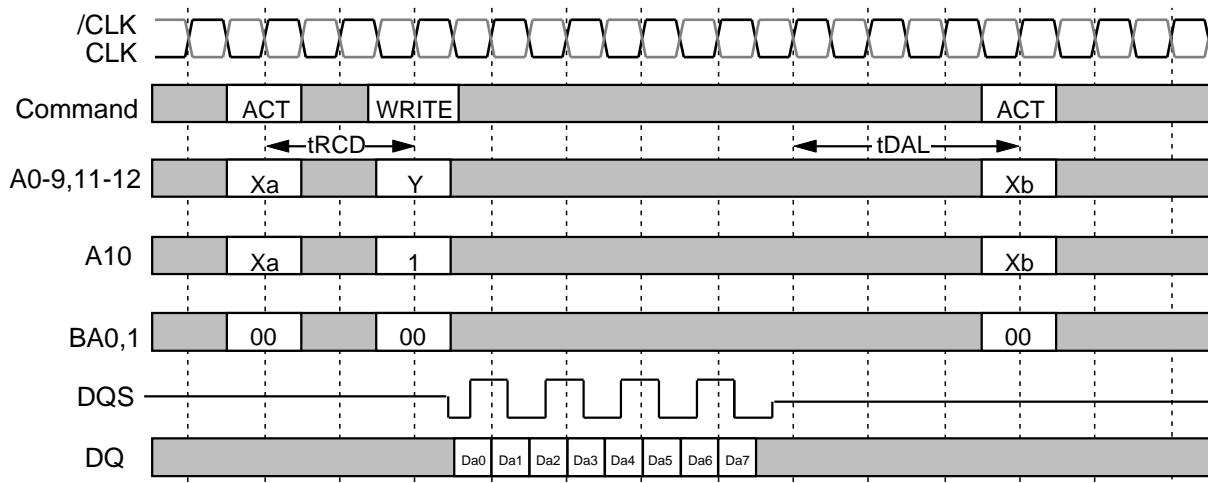 /CLK
CLK
Command ACT WRITE ACT
tRCD tDAL
A0-9,11-12 Xa Y Xb
A10 Xa 1 Xb
BA0,1 00 00 00
DQS
DQ Da0 Da1 Da2 Da3 Da4 Da5 Da6 Da7